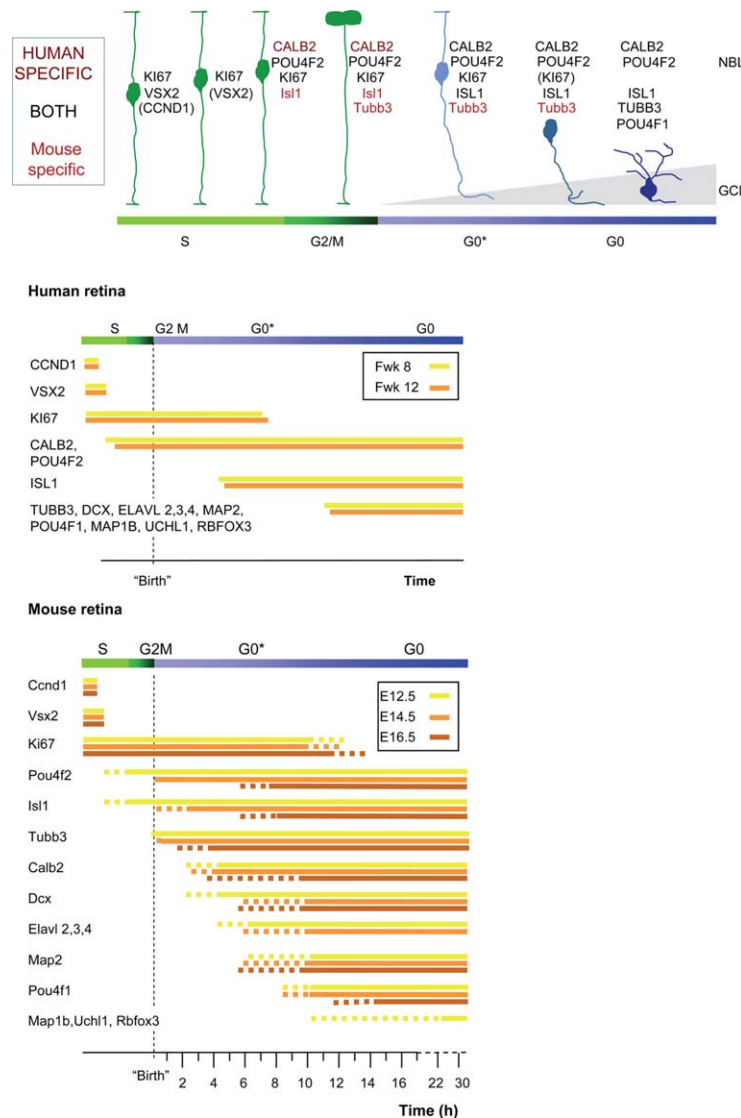 HUMAN
SPECIFIC
BOTH
Mouse
specific
KI67
VSX2
(CCND1)
KI67
(VSX2)
CALB2
POU4F2
KI67
Isl1
CALB2
POU4F2
KI67
Isl1
Tubb3
CALB2
POU4F2
KI67
ISL1
Tubb3
CALB2
POU4F2
(KI67)
ISL1
Tubb3
CALB2
POU4F2
ISL1
TUBB3
POU4F1
NBL
S G2/M G0* G0
Human retina
S G2 M G0* G0
Fwk 8
Fwk 12
CCND1
VSX2
KI67
CALB2,
POU4F2
ISL1
TUBB3, DCX, ELAVL 2,3,4, MAP2,
POU4F1, MAP1B, UCHL1, RBFOX3
“Birth” Time
Mouse retina
S G2M G0* G0
E12.5
E14.5
E16.5
Ccnd1
Vsx2
Ki67
Pou4f2
Isl1
Tubb3
Calb2
Dcx
Elavl 2,3,4
Map2
Pou4f1
Map1b,Uchl1, Rbfox3
“Birth” 2 4 6 8 10 12 14 16 22 30
Time (h)